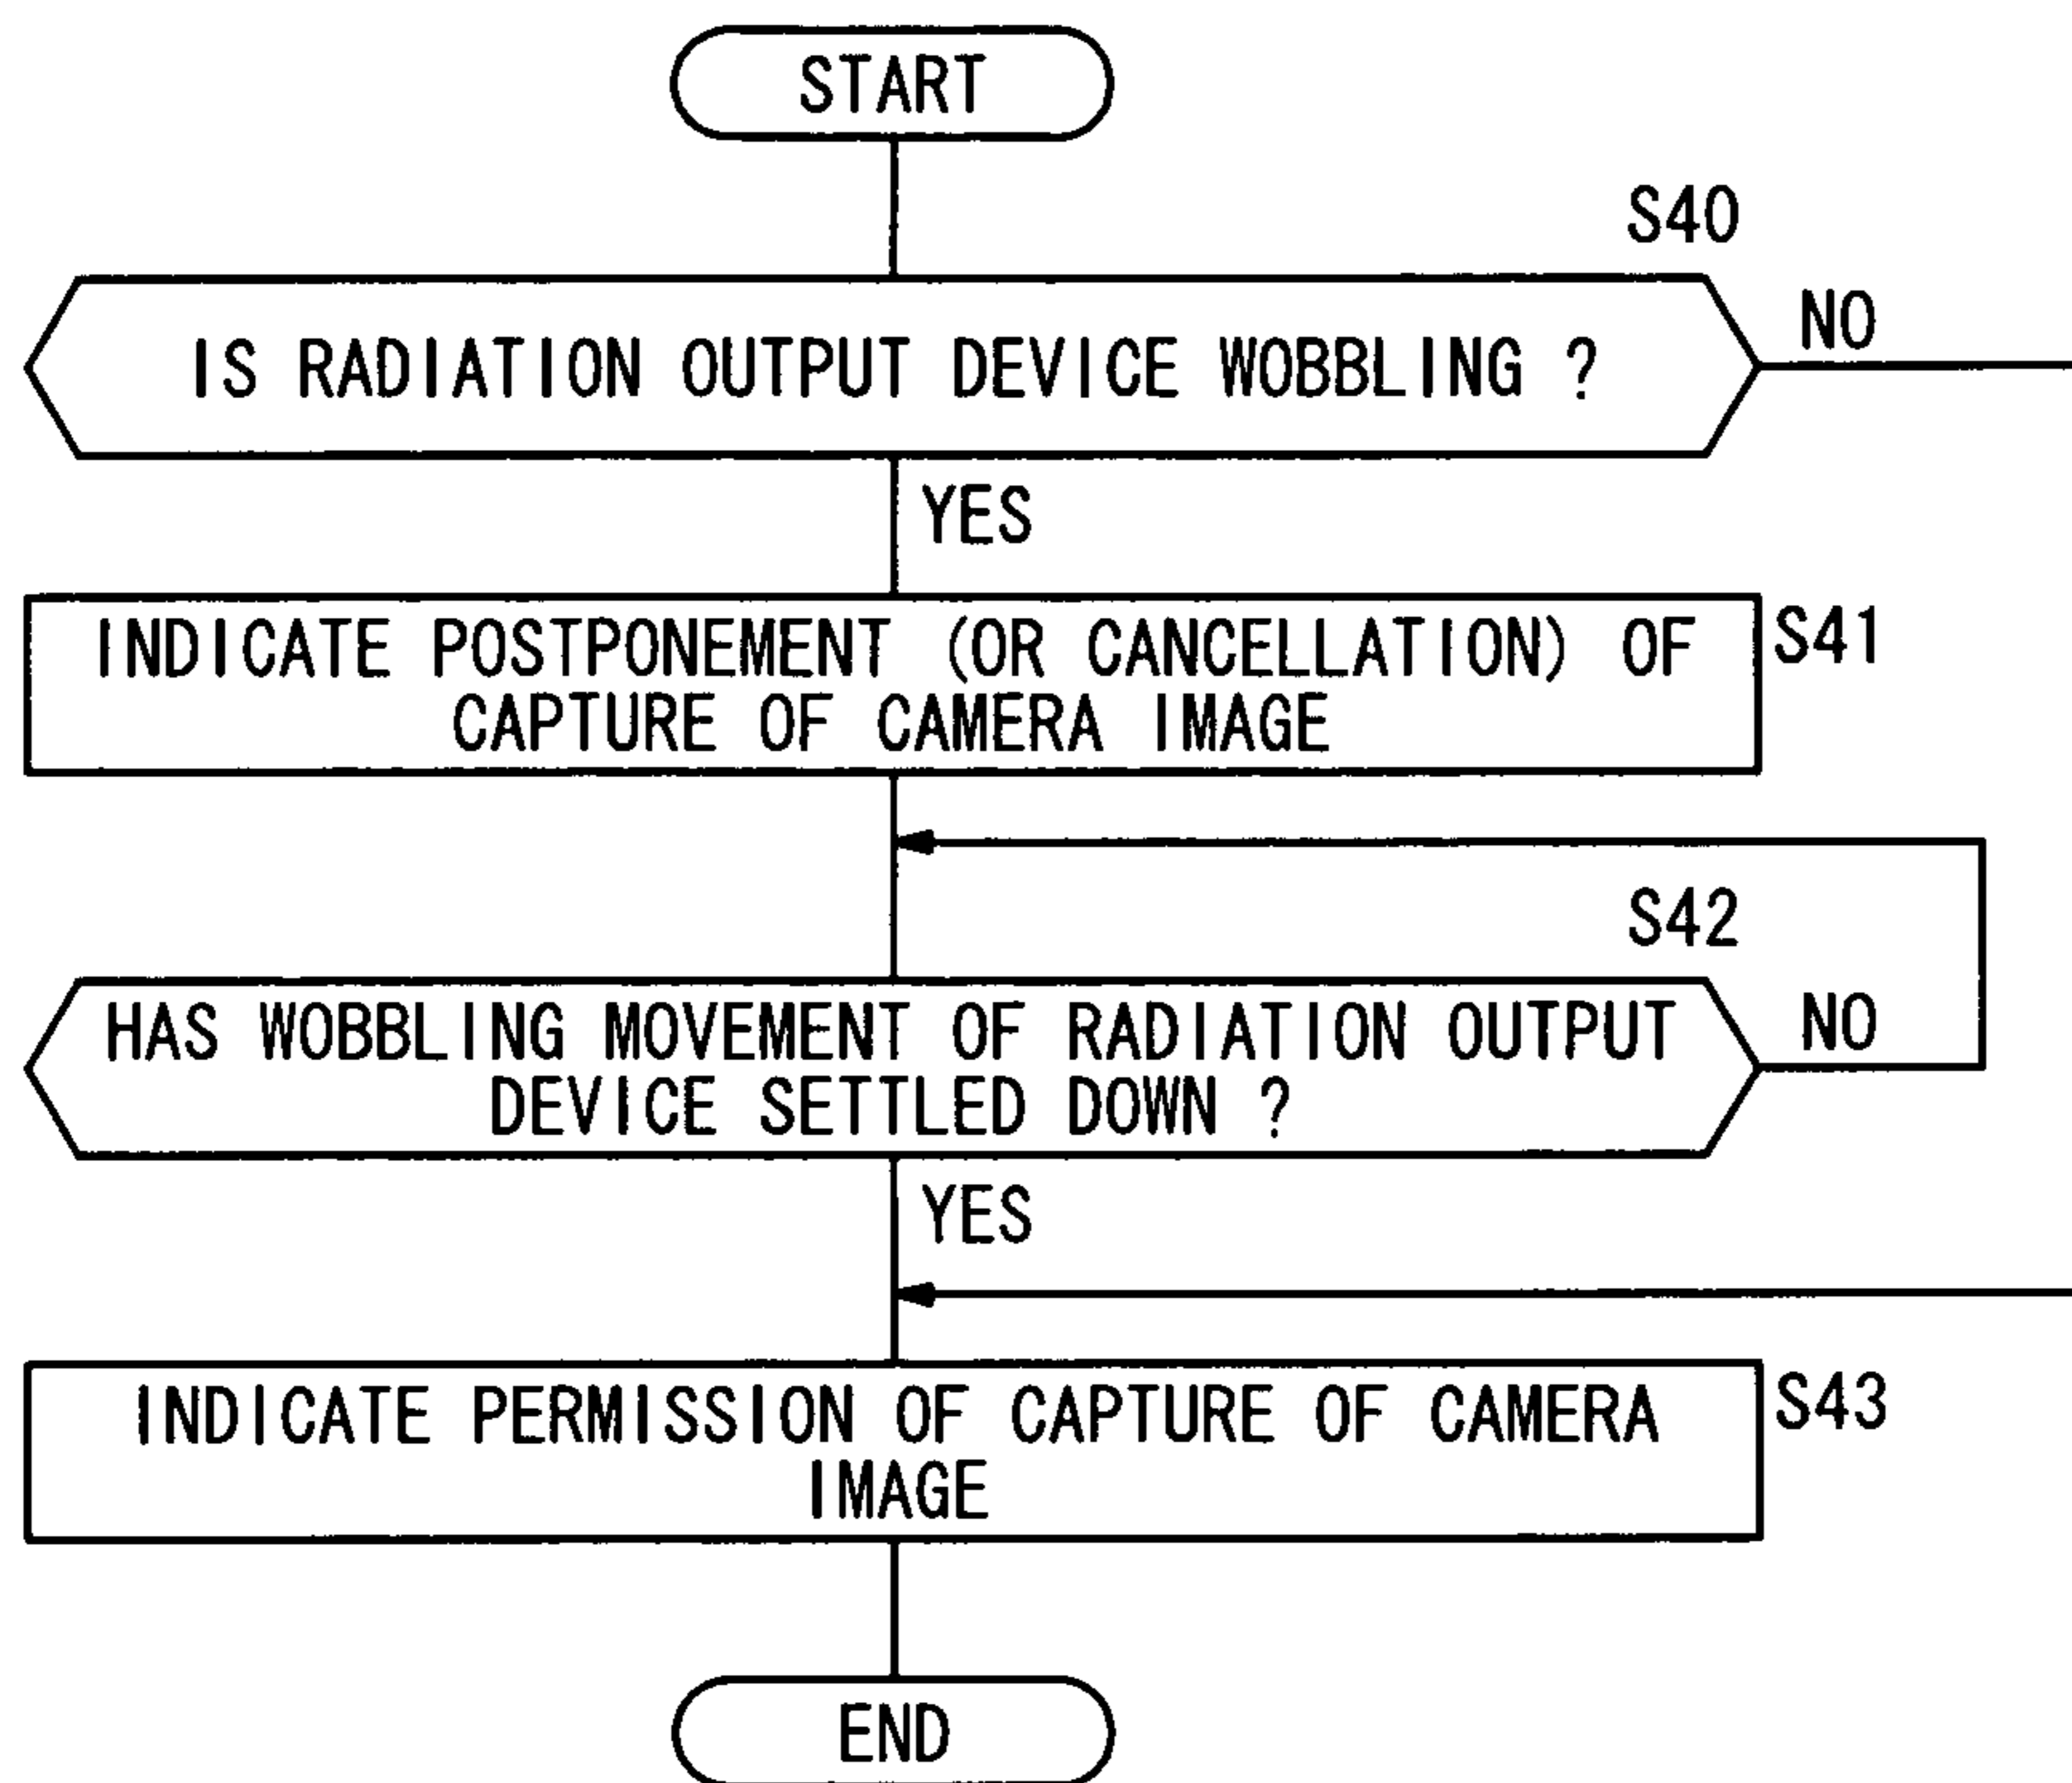 START
S40
IS RADIATION OUTPUT DEVICE WOBBLING ?
NO
YES
INDICATE POSTPONEMENT (OR CANCELLATION) OF
CAPTURE OF CAMERA IMAGE
S41
S42
HAS WOBBLING MOVEMENT OF RADIATION OUTPUT
DEVICE SETTLED DOWN ?
NO
YES
INDICATE PERMISSION OF CAPTURE OF CAMERA
IMAGE
S43
END